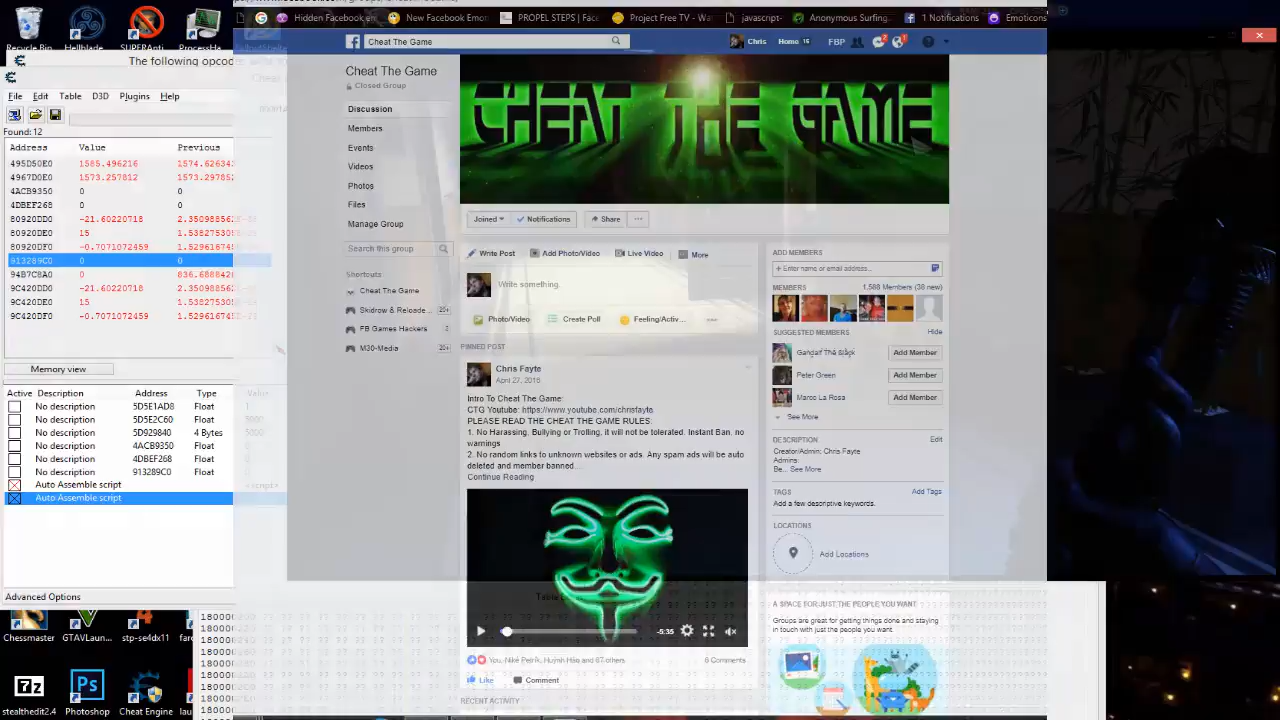 Hidden Facebook en
New Facebook Emot
PROPEL STEPS | Face
Project Free TV - Wa
javascript-
Anonymous Surfing
1 Notifications
Emoticons
Recycle Bin
Hellblade
SUPERAnti
ProcessHa
The following opcodes
File Edit Table D3D Plugins Help
Found: 12
Address Value Previous
495D50E0 1585.496216
4967D0E0 1573.257812
4ACB9350 0 0
4DBEF268 0 0
80920DD0 -21.60220718
80920DE0 15
80920DF0 -0.7071072459
913289C0 0 0
94B7C8A0 0
9C420DE0 15
9C420DF0 -0.7071072459
Memory view
Active Description Address Type Value
No description 5D5E1AD8 Float
No description 5D5E2C60 Float
No description 5D929840 4 Bytes
No description 4ACB9350 Float
No description 4DBEF268 Float
No description 913289C0 Float
Auto Assemble script
Auto Assemble script
Advanced Options
Chessmaster
GTAVLaun...
stp-se4dx11
stealthedit2.4
Photoshop
Cheat Engine
Cheat The Game
Chris
Home 16
FBP
Cheat The Game
Closed Group
Discussion
Members
Events
Videos
Photos
Files
Manage Group
Search this group
Shortcuts
Cheat The Game
Skidrow & Reloade... 20+
FB Games Hackers
M30-Media 20+
CHEAT THE GAME
Joined
Notifications
Share
Write Post
Add Photo/Video
Live Video
More
Write something.
Photo/Video
Create Poll
Feeling/Activ...
PINNED POST
Chris Fayte
April 27, 2016
Intro To Cheat The Game:
CTG Youtube: https://www.youtube.com/chrisfayte
PLEASE READ THE CHEAT THE GAME RULES:
1. No Harassing, Bullying or Trolling, it will not be tolerated. Instant Ban, no
warnings
2. No random links to unknown websites or ads. Any spam ads will be auto
deleted and member banned...
Continue Reading
-5:35
You, Niké Petrik, Huỳnh Hào and 67 others
6 Comments
Like
Comment
RECENT ACTIVITY
ADD MEMBERS
+ Enter name or email address...
MEMBERS
1,588 Members (38 new)
SUGGESTED MEMBERS
Hide
Gandalf The Black
Add Member
Peter Green
Add Member
Marco La Rosa
Add Member
See More
DESCRIPTION
Edit
Creator/Admin: Chris Fayte
Admins:
Be... See More
TAGS
Add Tags
Add a few descriptive keywords.
LOCATIONS
Add Locations
A SPACE FOR JUST THE PEOPLE YOU WANT
Groups are great for getting things done and staying
in touch with just the people you want.